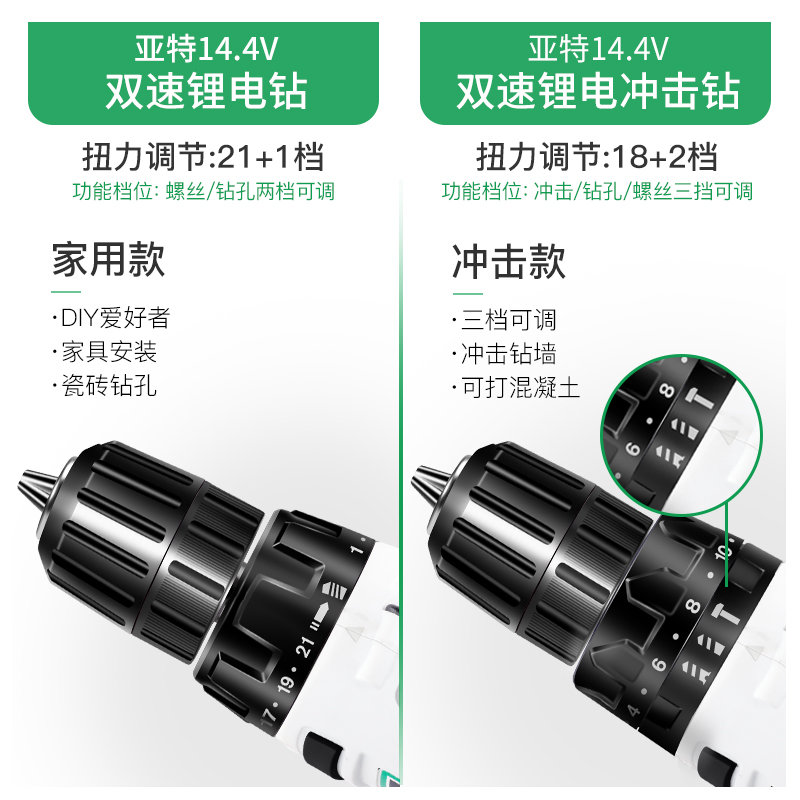 亚特14.4V
双速锂电钻
扭力调节:21+1档
功能档位: 螺丝/钻孔两档可调
家用款
·DIY爱好者
·家具安装
·瓷砖钻孔
1·
21
19·
17·
亚特14.4V
双速锂电冲击钻
扭力调节:18+2档
功能档位: 冲击/钻孔/螺丝三挡可调
冲击款
·三档可调
·冲击钻墙
·可打混凝土
8
6
10·
8
6
4